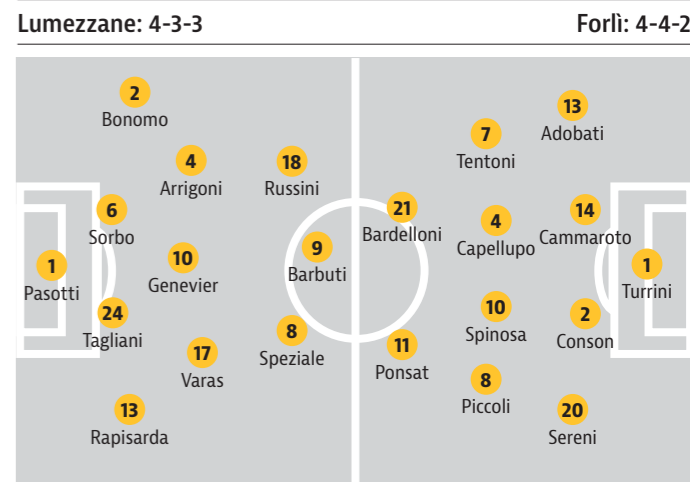 Lumezzane: 4-3-3
Forlì: 4-4-2
2
Bonomo
4
Arrigoni
18
Russini
6
Sorbo
1
Pasotti
10
Genevier
9
Barbuti
24
Tagliani
17
Varas
8
Speziale
13
Rapisarda
13
Adobati
7
Tentoni
21
Bardelloni
4
Capellupo
14
Cammaroto
1
Turrini
10
Spinosa
2
Conson
11
Ponsat
8
Piccoli
20
Sereni